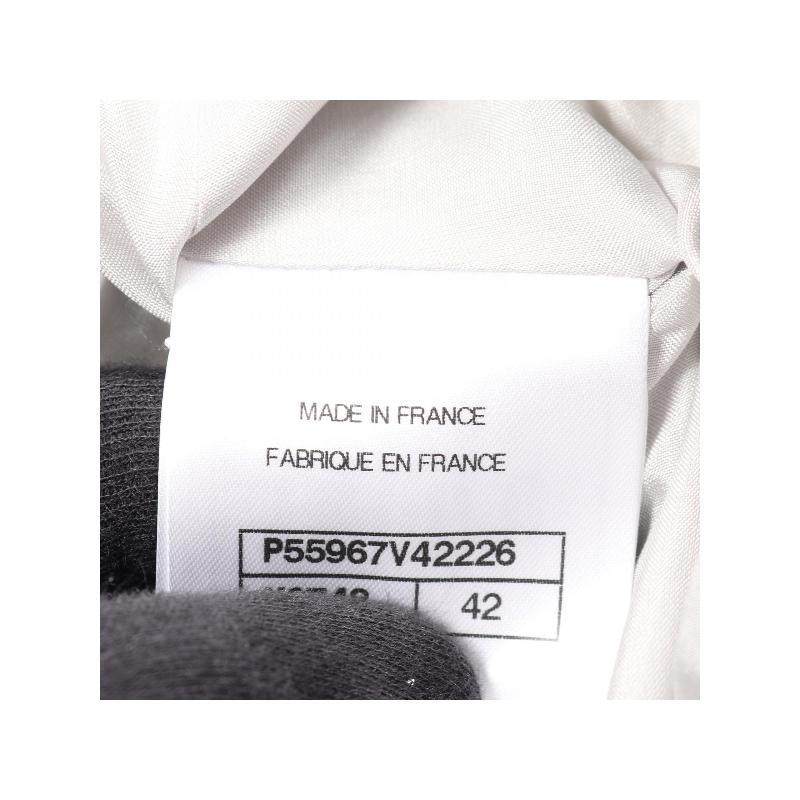 MADE IN FRANCE
FABRIQUE EN FRANCE
P55967V42226
42